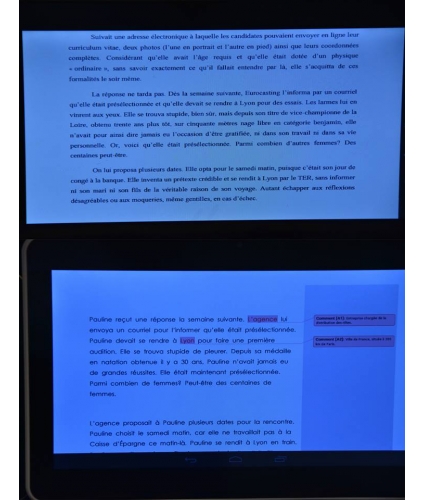 Suivait une adresse électronique à laquelle les candidates pouvaient envoyer en ligne leur
curriculum vitae, deux photos (l'une en portrait et l'autre en pied) ainsi que leurs coordonnées
complètes. Considérant qu'elle avait l'âge requis et qu'elle était dotée d'un physique
« ordinaire », sans savoir exactement ce qu'il fallait entendre par là, elle s'acquitta de ces
formalités le soir même.
La réponse ne tarda pas. Dès la semaine suivante, Eurocasting l'informa par un courriel
qu'elle était présélectionnée et qu'elle devait se rendre à Lyon pour des essais. Les larmes lui en
vinrent aux yeux. Elle se trouva stupide, bien sûr, mais depuis son titre de vice-championne de la
Loire, obtenu trente ans plus tôt, sur cinquante mètres nage libre en catégorie benjamin, elle
n'avait pour ainsi dire jamais eu l'occasion d'être gratifiée, ni dans son travail ni dans sa vie
personnelle. Or, voici qu'elle était présélectionnée. Parmi combien d'autres femmes? Des
centaines peut-être.
On lui proposa plusieurs dates. Elle opta pour le samedi matin, puisque c'était son jour de
congé à la banque. Elle inventa un prétexte crédible et se rendit à Lyon par le TER, sans informer
ni son mari ni son fils de la véritable raison de son voyage. Autant échapper aux réflexions
désagréables ou aux moqueries, même gentilles, en cas d'échec.
Pauline reçut une réponse la semaine suivante. L'agence lui
envoya un courriel pour l'informer qu'elle était présélectionnée.
Pauline devait se rendre à Lyon pour faire une première
audition. Elle se trouva stupide de pleurer. Depuis sa médaille
en natation obtenue il y a 30 ans, Pauline n'avait jamais eu
de grandes réussites. Elle était maintenant présélectionnée.
Parmi combien de femmes? Peut-être des centaines de
femmes.
L'agence proposait à Pauline plusieurs dates pour la rencontre.
Pauline choisit le samedi matin, car elle ne travaillait pas à la
Caisse d'Épargne ce matin-là. Pauline se rendit à Lyon en train.